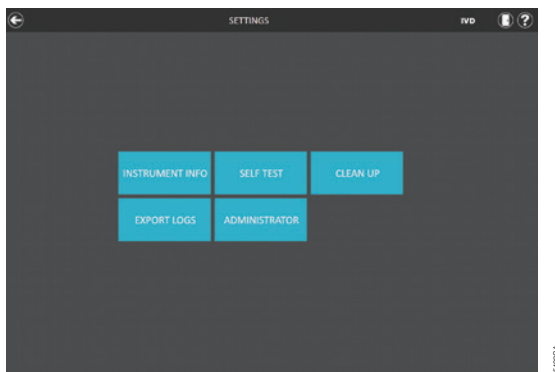 SETTINGS
IVD
?
INSTRUMENT INFO
SELF TEST
CLEAN UP
EXPORT LOGS
ADMINISTRATOR